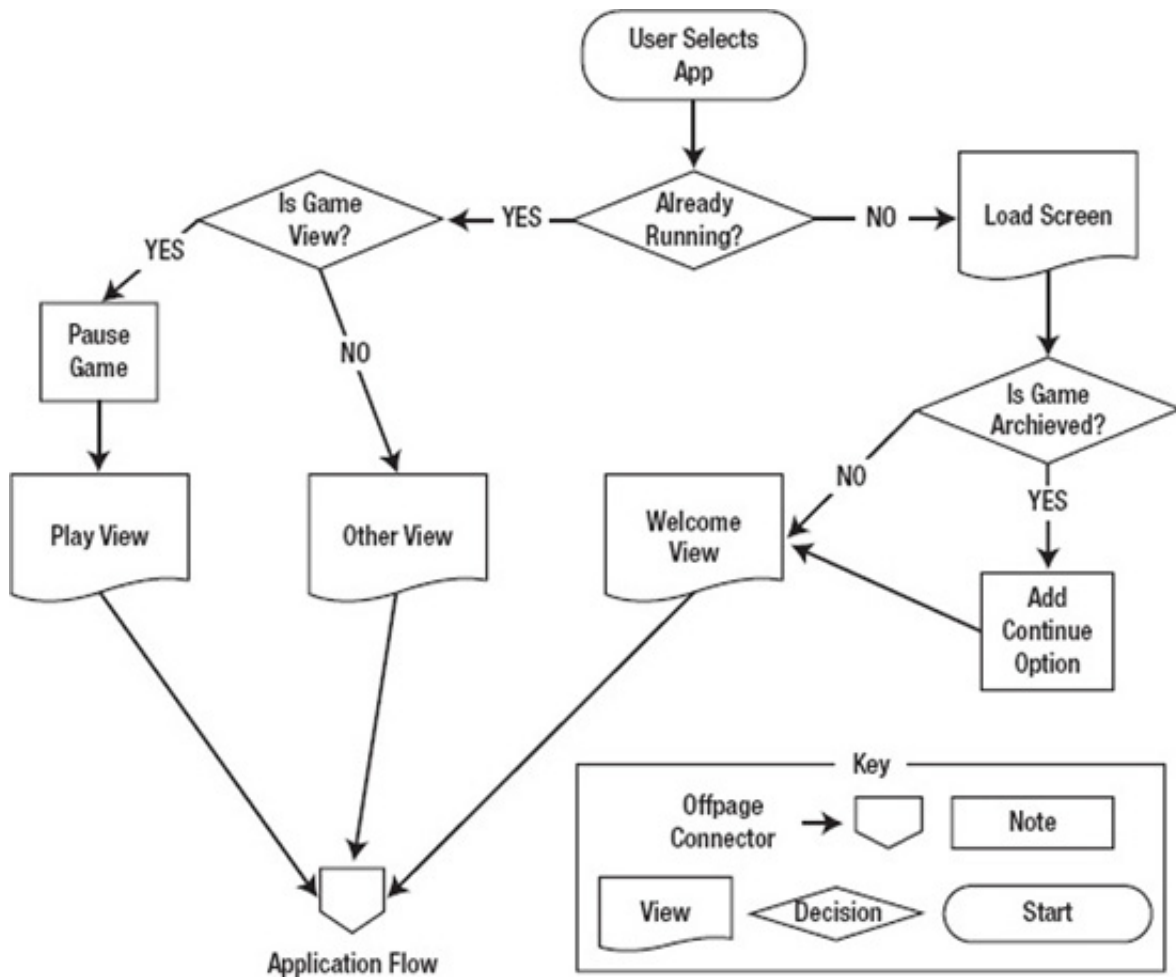 User Selects
App
Is Game
View?
YES
Already
Running?
NO
Load Screen
YES
Pause
Game
NO
Is Game
Archieved?
NO
YES
Play View
Other View
Welcome
View
Add
Continue
Option
Key
Offpage
Connector
Note
View
Decision
Start
Application Flow